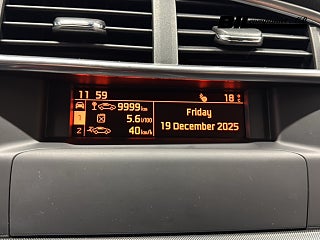 11 59
18 °C
9999 km
1
5.6 l/100
2
40 km/h
Friday
19 December 2025